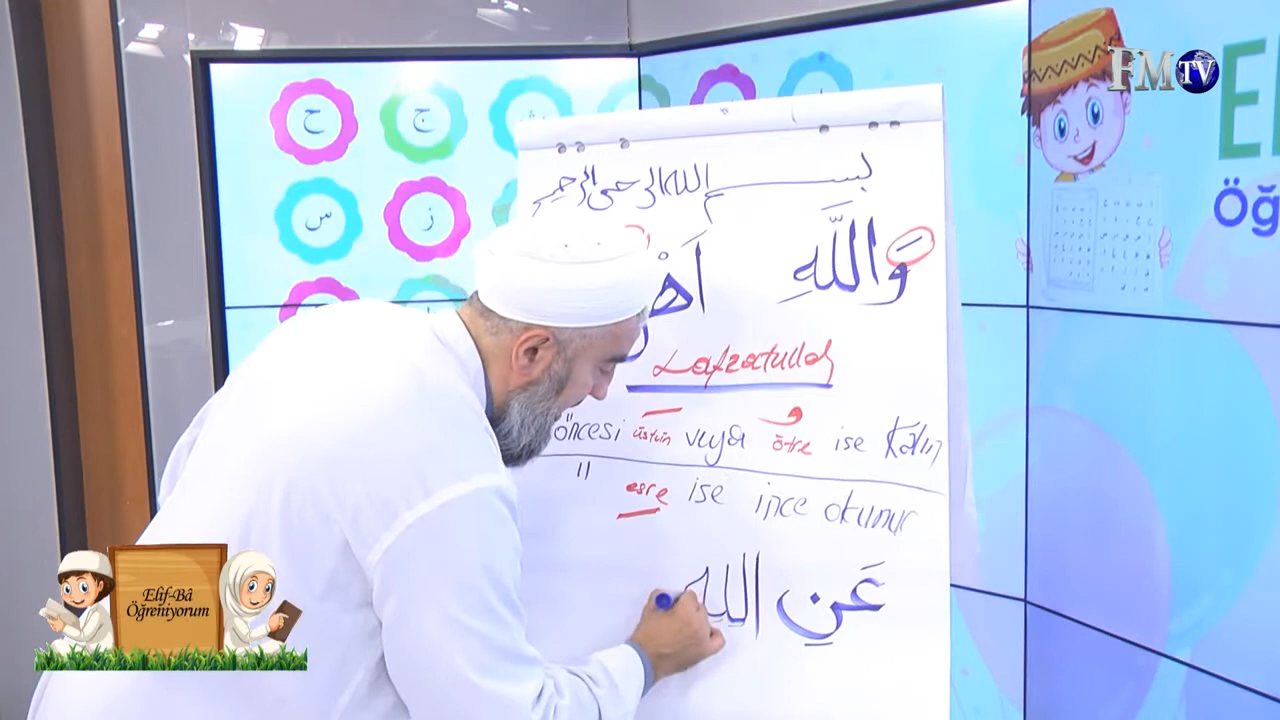 FM TV
ح
ج
س
ز
بسم الله الرحمن الرحيم
وَاللَّهِ
Lafzatullah
öncesi üstün veya ötre ise Kalın
" esre ise ince okunur
عَنِ اللهِ
Elif-Bâ
Öğreniyorum